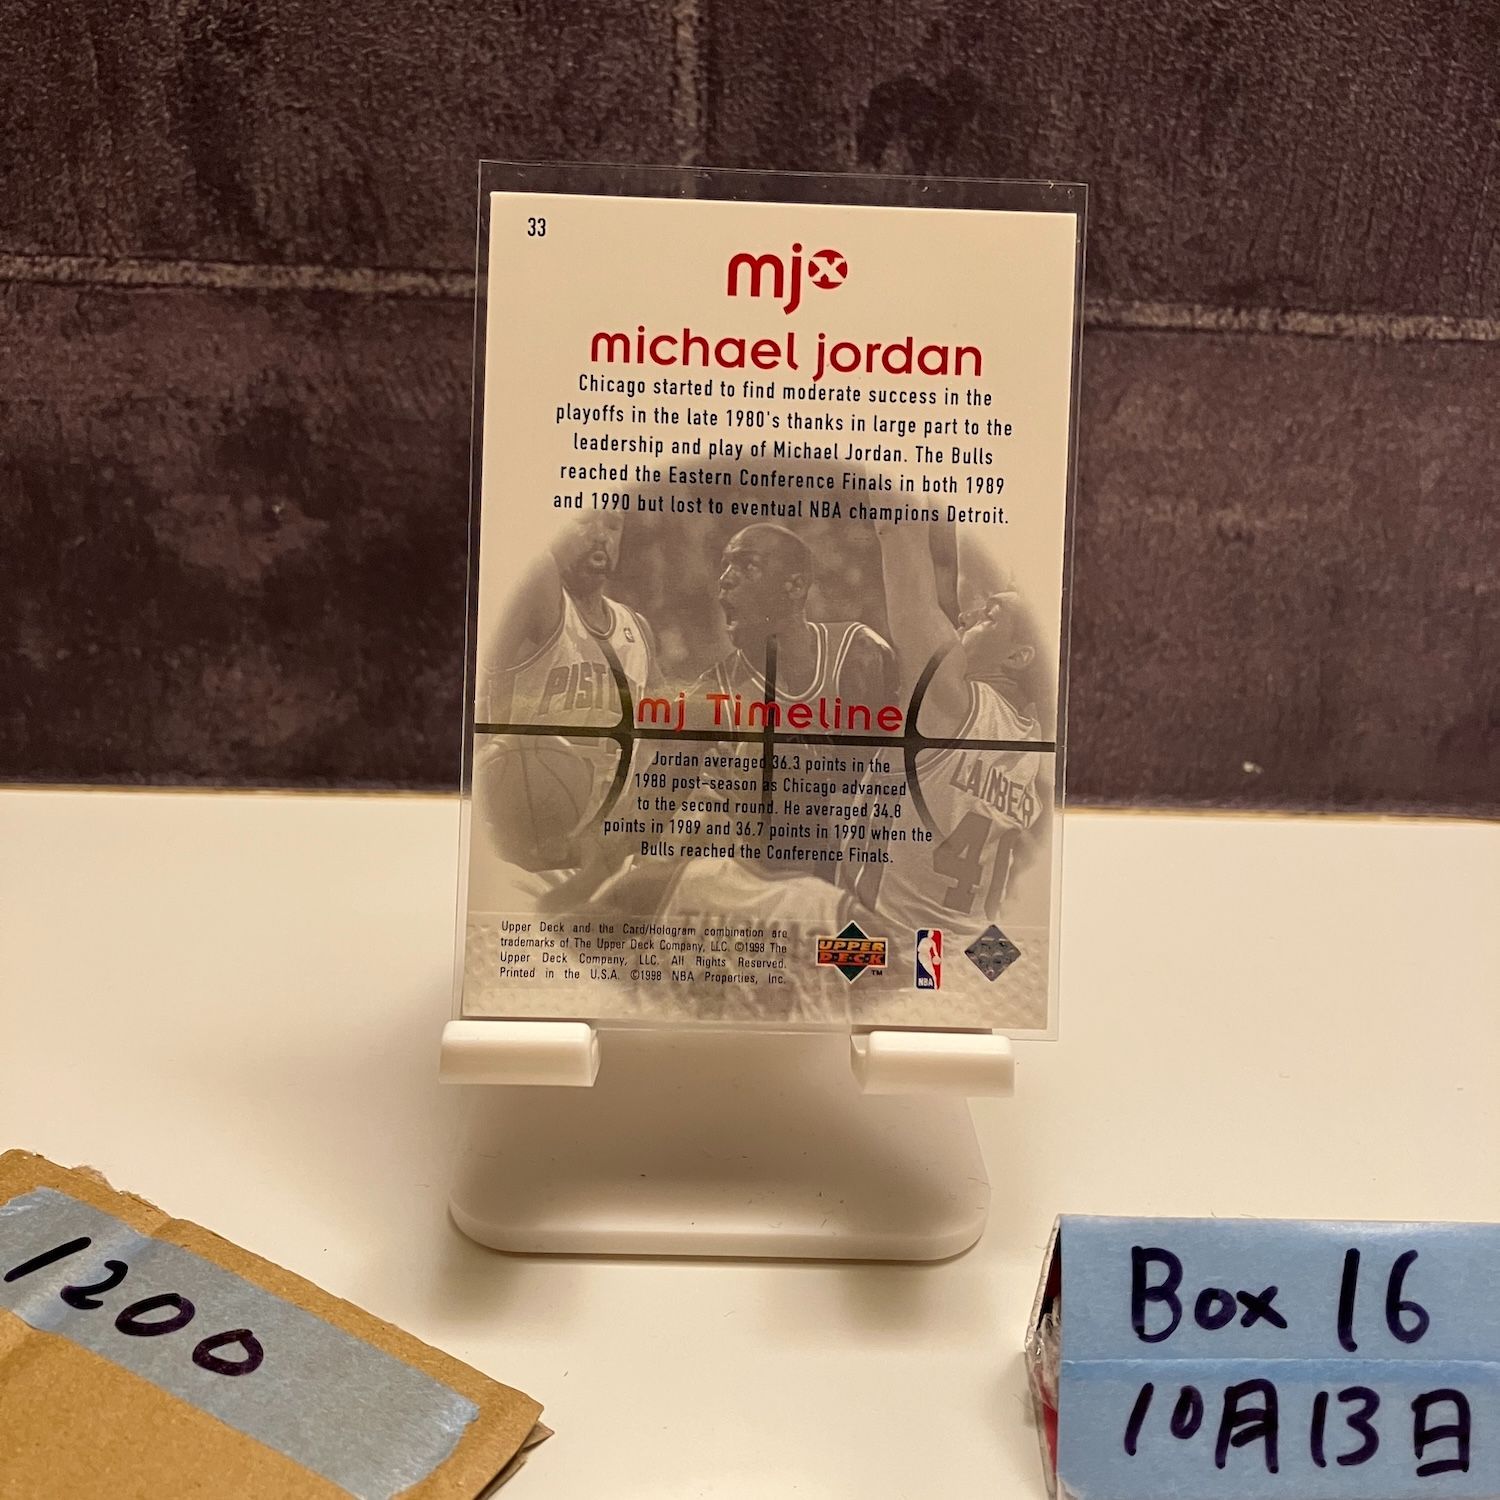 33
mjx
michael jordan
Chicago started to find moderate success in the
playoffs in the late 1980's thanks in large part to the
leadership and play of Michael Jordan. The Bulls
reached the Eastern Conference Finals in both 1989
and 1990 but lost to eventual NBA champions Detroit.
PIST
mj Timeline
LAIMBEER
41
Jordan averaged 36.3 points in the
1988 post-season as Chicago advanced
to the second round. He averaged 34.8
points in 1989 and 36.7 points in 1990 when the
Bulls reached the Conference Finals.
Upper Deck and the Card/Hologram combination are
trademarks of The Upper Deck Company, LLC. ©1998 The
Upper Deck Company, LLC. All Rights Reserved.
Printed in the U.S.A. ©1998 NBA Properties, Inc.
UPPER
D·E·C·K
TM
NBA
1200
Box 16
10月13日